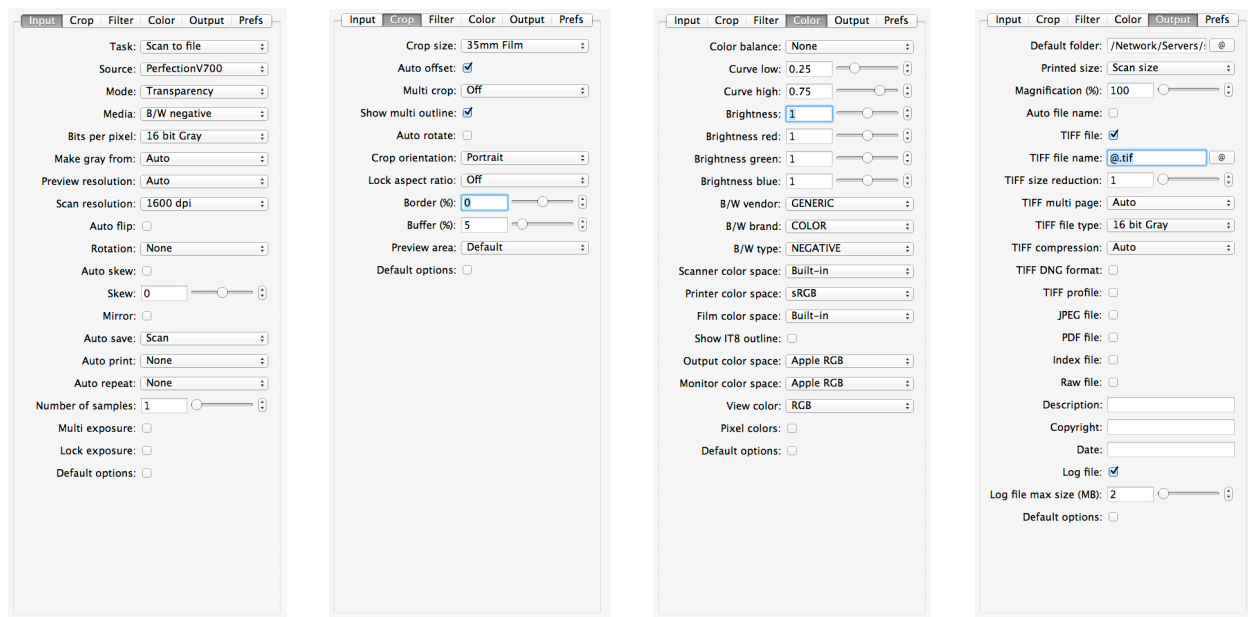 Input Crop Filter Color Output Prefs
Task: Scan to file
Source: PerfectionV700
Mode: Transparency
Media: B/W negative
Bits per pixel: 16 bit Gray
Make gray from: Auto
Preview resolution: Auto
Scan resolution: 1600 dpi
Auto flip:
Rotation: None
Auto skew:
Skew: 0
Mirror:
Auto save: Scan
Auto print: None
Auto repeat: None
Number of samples: 1
Multi exposure:
Lock exposure:
Default options:
Input Crop Filter Color Output Prefs
Crop size: 35mm Film
Auto offset:
Multi crop: Off
Show multi outline:
Auto rotate:
Crop orientation: Portrait
Lock aspect ratio: Off
Border (%): 0
Buffer (%): 5
Preview area: Default
Default options:
Input Crop Filter Color Output Prefs
Color balance: None
Curve low: 0.25
Curve high: 0.75
Brightness: 1
Brightness red: 1
Brightness green: 1
Brightness blue: 1
B/W vendor: GENERIC
B/W brand: COLOR
B/W type: NEGATIVE
Scanner color space: Built-in
Printer color space: sRGB
Film color space: Built-in
Show IT8 outline:
Output color space: Apple RGB
Monitor color space: Apple RGB
View color: RGB
Pixel colors:
Default options:
Input Crop Filter Color Output Prefs
Default folder: /Network/Servers/ @
Printed size: Scan size
Magnification (%): 100
Auto file name:
TIFF file:
TIFF file name: @.tif @
TIFF size reduction: 1
TIFF multi page: Auto
TIFF file type: 16 bit Gray
TIFF compression: Auto
TIFF DNG format:
TIFF profile:
JPEG file:
PDF file:
Index file:
Raw file:
Description:
Copyright:
Date:
Log file:
Log file max size (MB): 2
Default options: